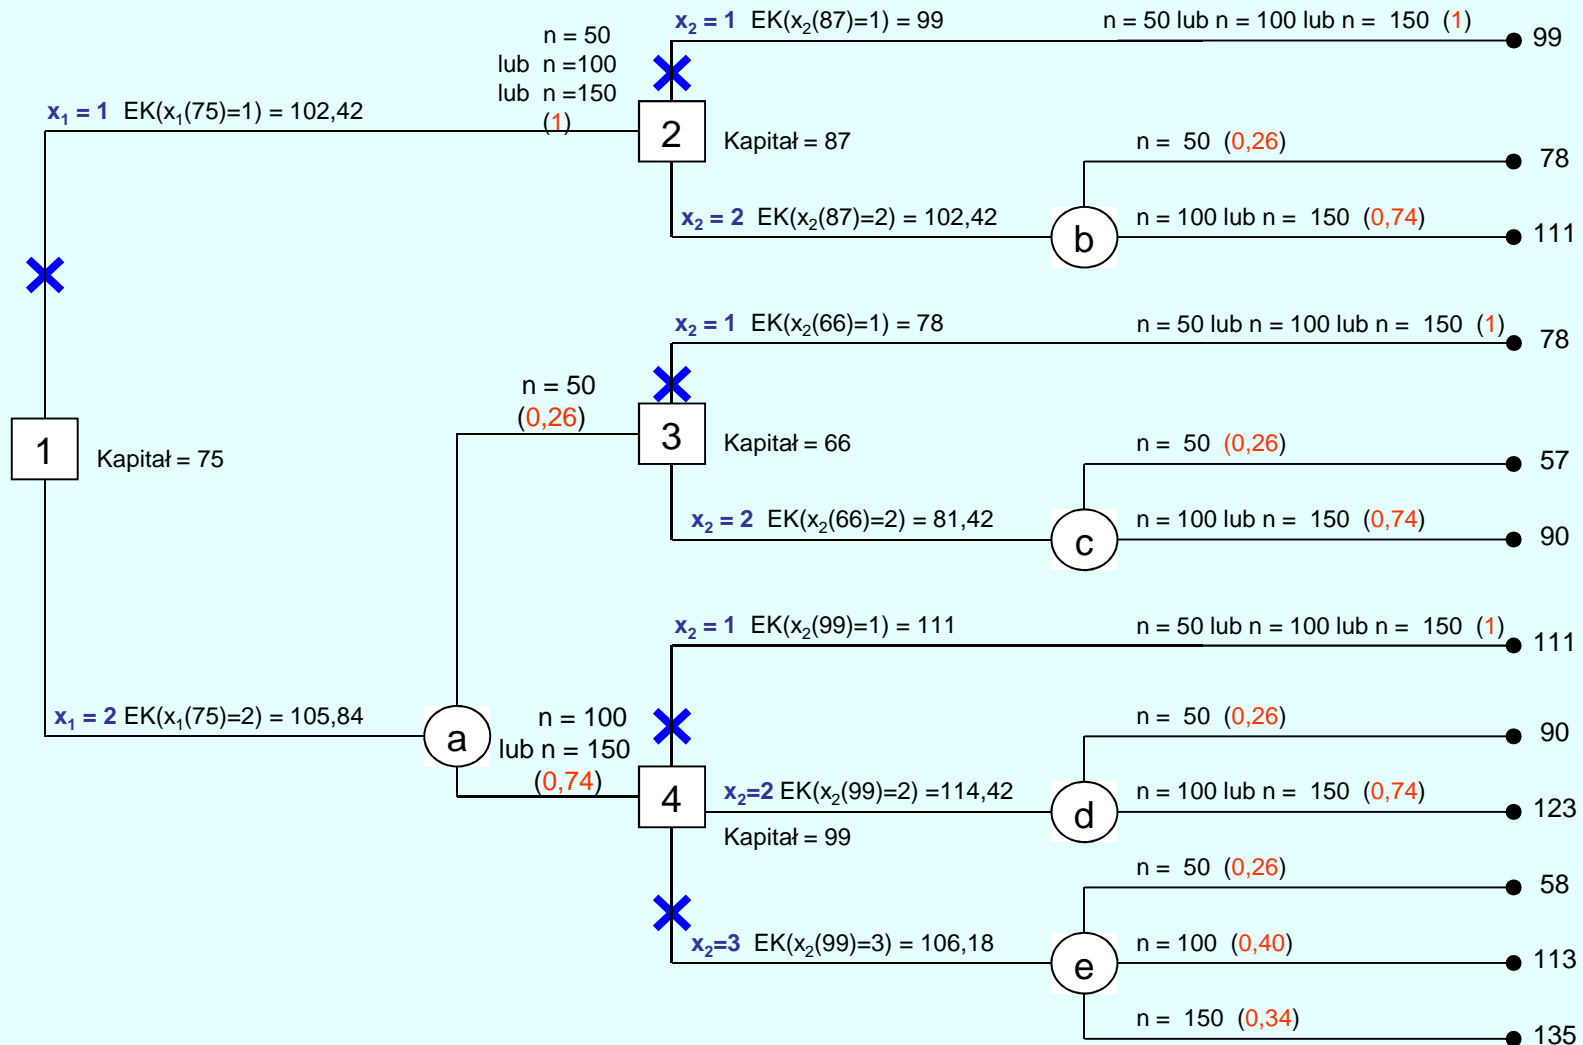 x₂ = 1 EK(x₂(87)=1) = 99
n = 50 lub n = 100 lub n = 150 (1)
99
n = 50
lub n =100
lub n =150
(1)
x₁ = 1 EK(x₁(75)=1) = 102,42
2
Kapitał = 87
n = 50 (0,26)
78
x₂ = 2 EK(x₂(87)=2) = 102,42
b
n = 100 lub n = 150 (0,74)
111
x₂ = 1 EK(x₂(66)=1) = 78
n = 50 lub n = 100 lub n = 150 (1)
78
n = 50
(0,26)
3
Kapitał = 66
1
Kapitał = 75
n = 50 (0,26)
57
x₂ = 2 EK(x₂(66)=2) = 81,42
c
n = 100 lub n = 150 (0,74)
90
x₂ = 1 EK(x₂(99)=1) = 111
n = 50 lub n = 100 lub n = 150 (1)
111
x₁ = 2 EK(x₁(75)=2) = 105,84
a
n = 100
lub n = 150
(0,74)
4
n = 50 (0,26)
90
x₂=2 EK(x₂(99)=2) =114,42
Kapitał = 99
d
n = 100 lub n = 150 (0,74)
123
n = 50 (0,26)
58
x₂=3 EK(x₂(99)=3) = 106,18
e
n = 100 (0,40)
113
n = 150 (0,34)
135